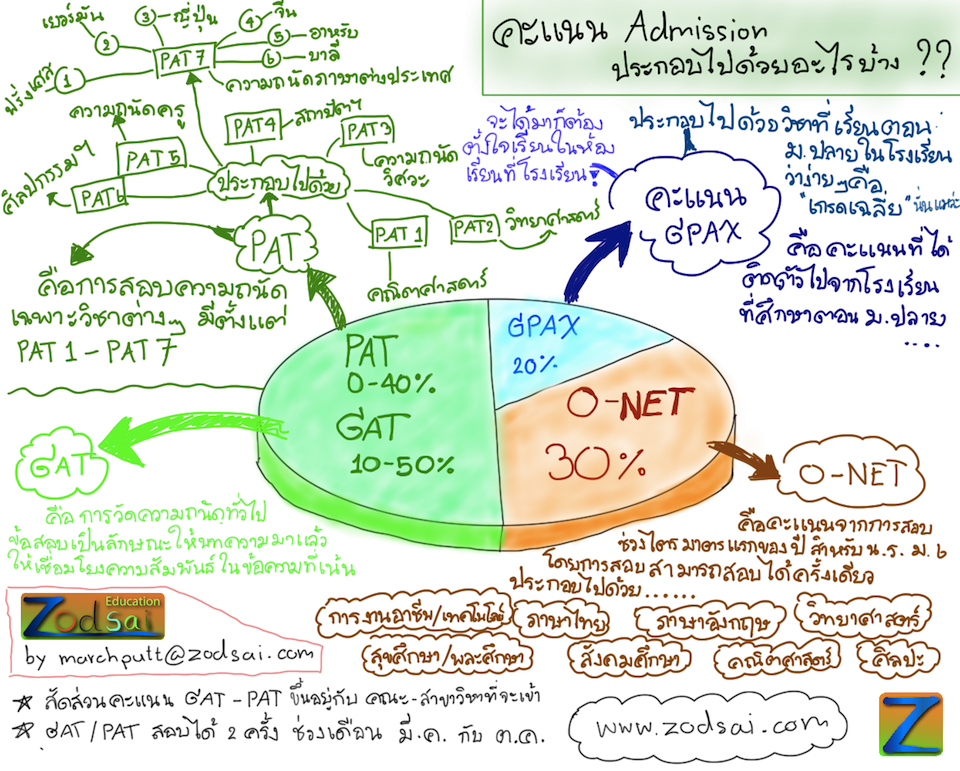 คะแนน Admission
ประกอบไปด้วยอะไรบ้าง ??
เยอรมัน
③ ญี่ปุ่น
④ จีน
②
⑤ อาหรับ
①
PAT 7
⑥ บาลี
ฝรั่งเศส
ความถนัดภาษาต่างประเทศ
ความถนัดครู
PAT4
สถาปัตฯ
PAT 3
PAT 5
ความถนัด
วิศวะ
ศิลปกรรมฯ
PAT6
ประกอบไปด้วย
PAT 1
PAT2
วิทยาศาสตร์
คณิตศาสตร์
PAT
คือการสอบความถนัด
เฉพาะวิชาต่างๆ มีตั้งแต่
PAT 1 - PAT 7
จะได้มาก็ต้อง
ตั้งใจเรียนในห้อง
เรียนที่โรงเรียน!
ประกอบไปด้วยวิชาที่เรียนตอน
ม.ปลายในโรงเรียน
ว่าง่ายๆคือ
"เกรดเฉลี่ย" นั่นแหล่ะ
คะแนน
GPAX
คือคะแนนที่ได้
ติดตัวไปจากโรงเรียน
ที่ศึกษาตอน ม.ปลาย
....
PAT
0-40%
GAT
10-50%
GPAX
20%
O-NET
30%
GAT
คือ การวัดความถนัดทั่วไป
ข้อสอบเป็นลักษณะให้บทความมาแล้ว
ให้เชื่อมโยงความสัมพันธ์ในข้อความที่เน้น
O-NET
คือคะแนนจากการสอบ
ช่วงไตรมาตรแรกของปี สำหรับ น.ร. ม.6
โดยการสอบสามารถสอบได้ครั้งเดียว
ประกอบไปด้วย......
การงานอาชีพ/เทคโนโลยี
ภาษาไทย
ภาษาอังกฤษ
วิทยาศาสตร์
สุขศึกษา/พละศึกษา
สังคมศึกษา
คณิตศาสตร์
ศิลปะ
Education
Zodsai
by marchputt@zodsai.com
★ สัดส่วนคะแนน GAT - PAT ขึ้นอยู่กับ คณะ-สาขาวิชาที่จะเข้า
★ GAT/PAT สอบได้ 2 ครั้ง ช่วงเดือน มี.ค. กับ ต.ค.
www.zodsai.com
Z